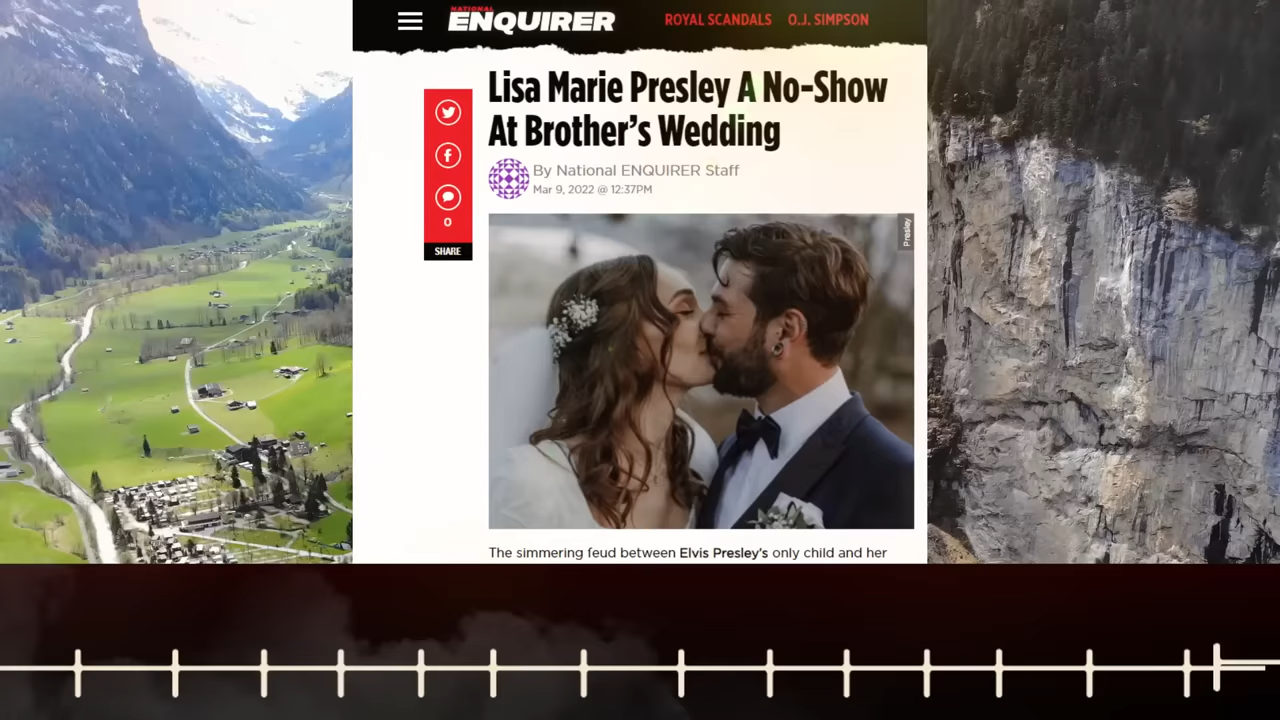 NATIONAL
ENQUIRER
ROYAL SCANDALS O.J. SIMPSON
Lisa Marie Presley A No-Show
At Brother's Wedding
By National ENQUIRER Staff
Mar 9, 2022 @ 12:37PM
0
SHARE
Presley
The simmering feud between Elvis Presley's only child and her